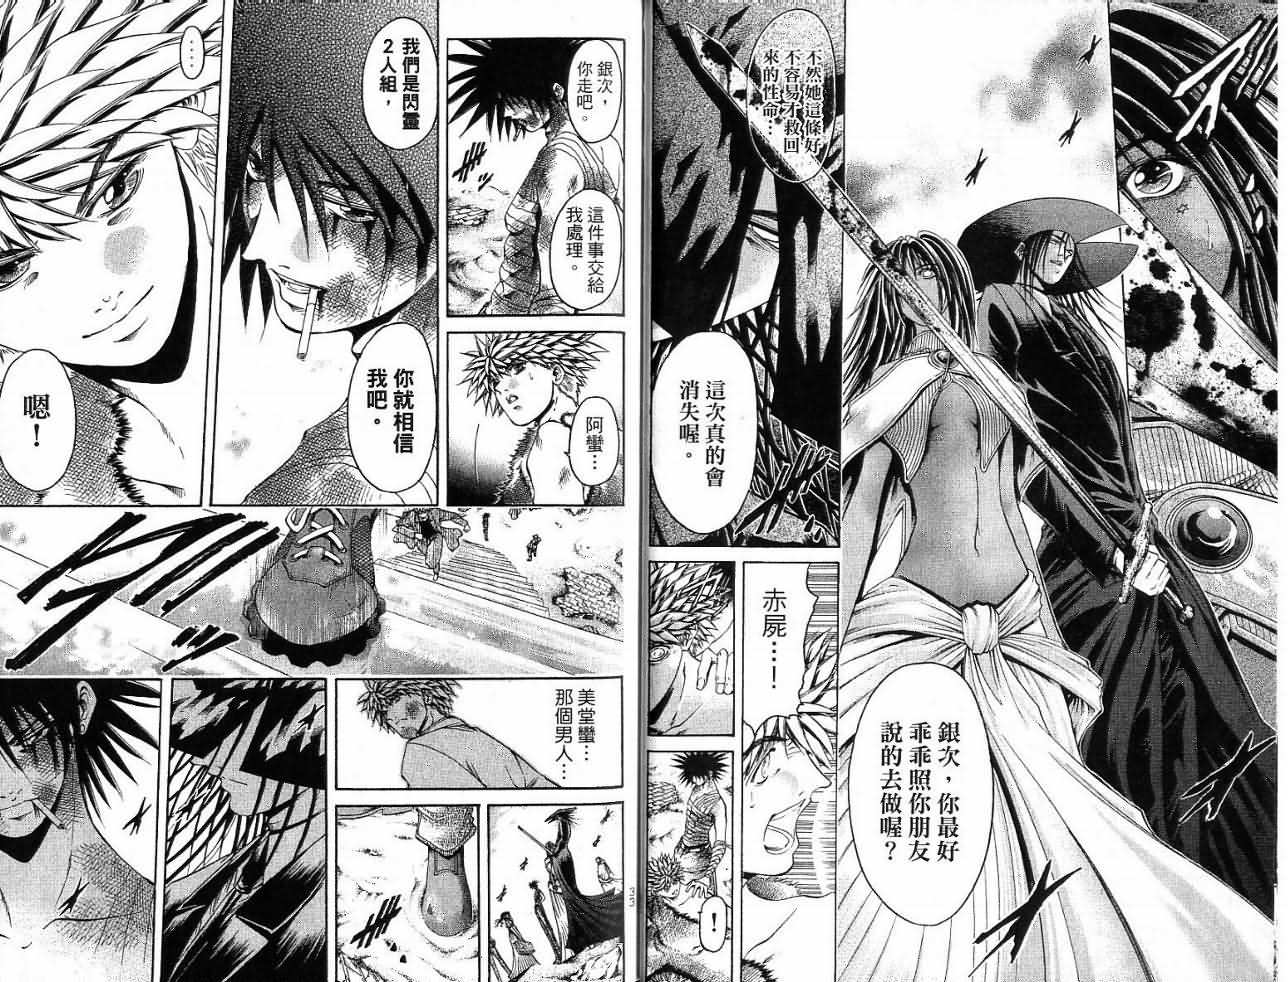 銀次，你最好
乖乖照你朋友
說的去做喔？
不然她這條好
不容易才救回
來的性命…
這次真的會
消失喔。
赤屍…！
！
銀次，
你走吧。
這件事交給
我處理。
阿蠻…
我們是閃靈
2人組，
你就相信
我吧。
……
嗯！
美堂蠻…
那個男人…
33